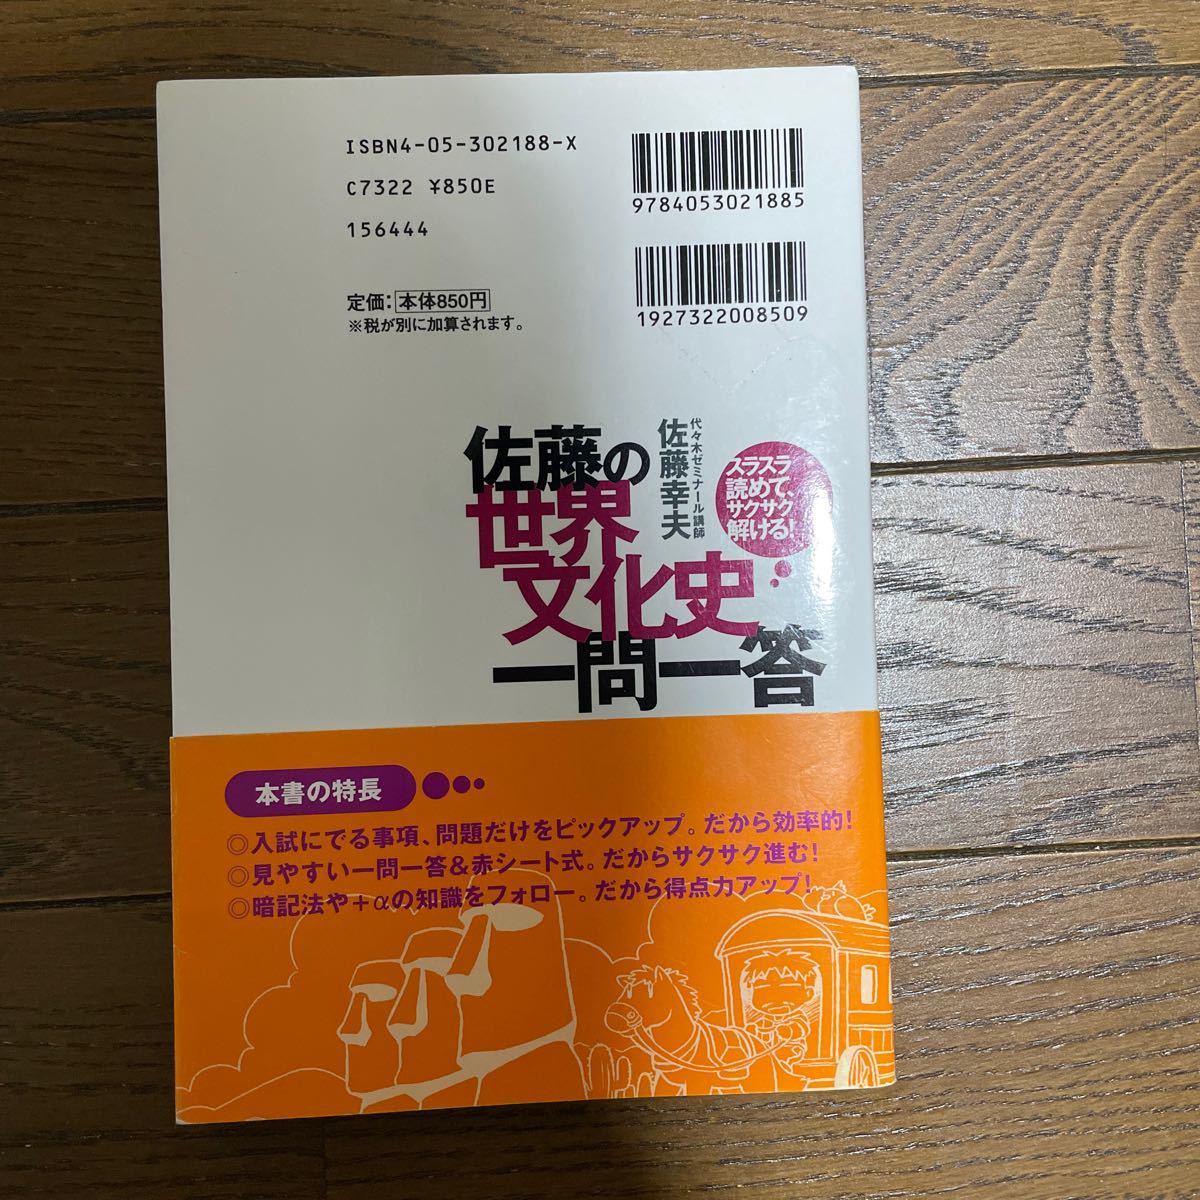 ISBN4-05-302188-X
C7322 ¥850E
156444
9784053021885
1927322008509
定価：本体850円
※税が別に加算されます。
佐藤の
世界
文化史
一問一答
代々木ゼミナール講師
佐藤幸夫
スラスラ
読めて、
サクサク
解ける！
本書の特長
◎入試にでる事項、問題だけをピックアップ。だから効率的！
◎見やすい一問一答＆赤シート式。だからサクサク進む！
◎暗記法や＋αの知識をフォロー。だから得点力アップ！